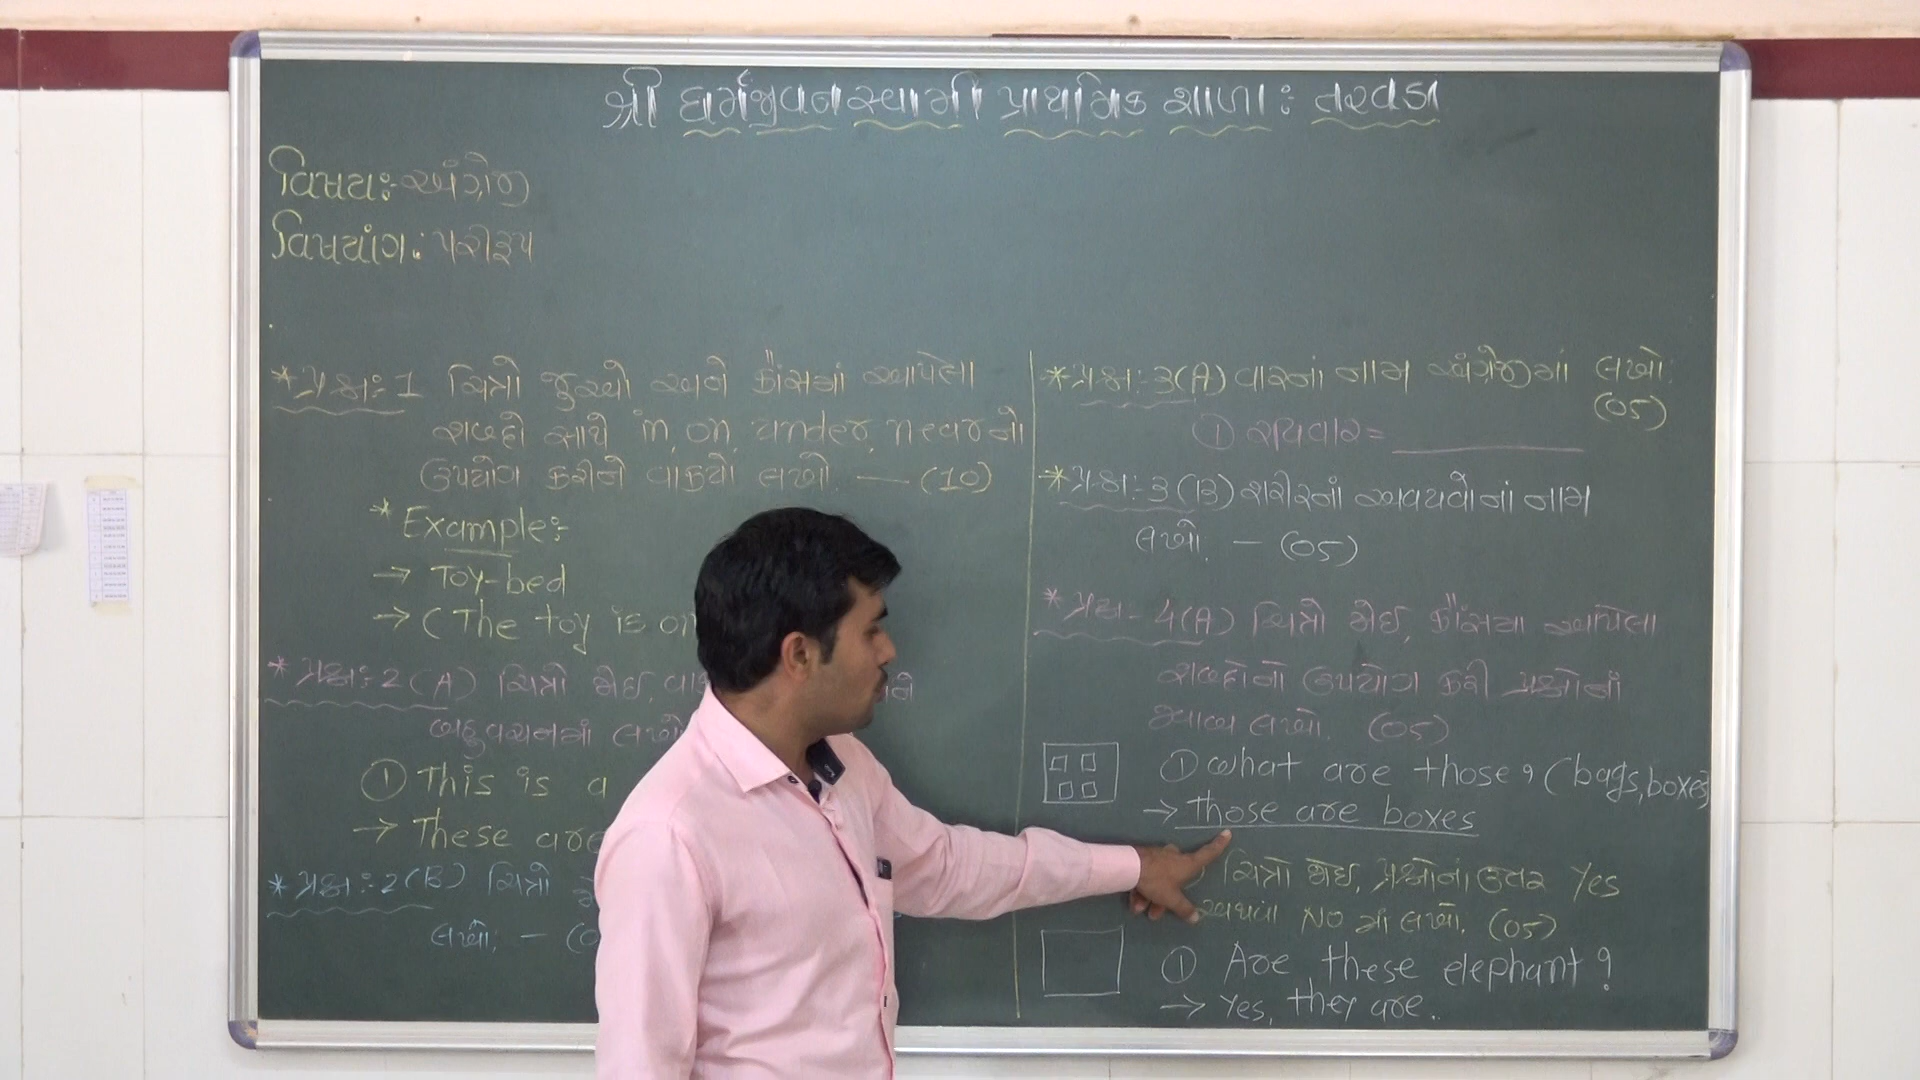 શ્રી ધર્મજીવન સ્વામી પ્રાથમિક શાળા : તરવડા
વિષય: અંગ્રેજી
વિષયાંગ: પરીરૂપ
* પ્રશ્ન: 1 ચિત્રો જુઓ અને કૌંસમાં આપેલા
શબ્દો સાથે in, on, under, near નો
ઉપયોગ કરીને વાકયો લખો. — (10)
* Example:-
→ Toy-bed
→ (The toy is on
* પ્રશ્ન: 2 (A) ચિત્રો જોઈ,
બહુવચનમાં લખો
① This is a
→ These are
* પ્રશ્ન :- 2(B) ચિત્રો
લખો: -
* પ્રશ્ન :- 3(A) વારનાં નામ અંગ્રેજીમાં લખો:
(05)
① રવિવાર = ________
* પ્રશ્ન :- 3(B) શરીરનાં અવયવોનાં નામ
લખો. — (05)
* પ્રશ્ન - 4(A) ચિત્રો જોઈ, કૌંસમા આપેલા
શબ્દોનો ઉપયોગ કરી પ્રશ્નોનાં
જવાબ લખો. (05)
① what are those? (bags, boxes)
→ those are boxes
ચિત્રો જોઈ, પ્રશ્નોનાં ઉત્તર Yes
અથવા NO માં લખો. (05)
① Are these elephant?
→ Yes, they are.